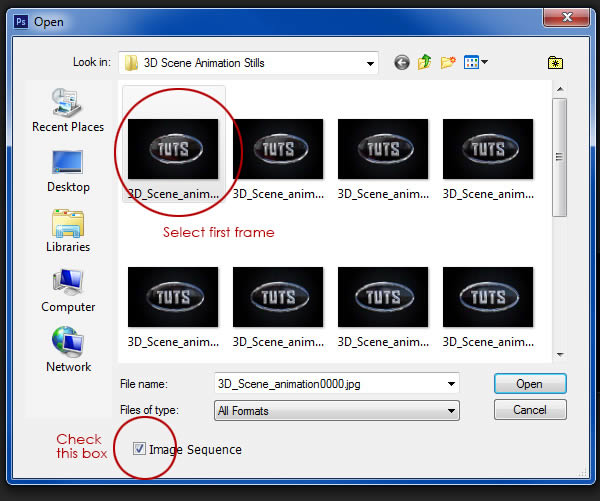 Ps Open
Look in: 3D Scene Animation Stills
Recent Places
Desktop
Libraries
Computer
Network
TUTS TUTS TUTS TUTS
3D_Scene_anim... 3D_Scene_anim... 3D_Scene_anim... 3D_Scene_anim...
Select first frame
TUTS TUTS TUTS TUTS
3D_Scene_anim... 3D_Scene_anim... 3D_Scene_anim... 3D_Scene_anim...
File name: 3D_Scene_animation0000.jpg Open
Files of type: All Formats Cancel
Check
this box
Image Sequence